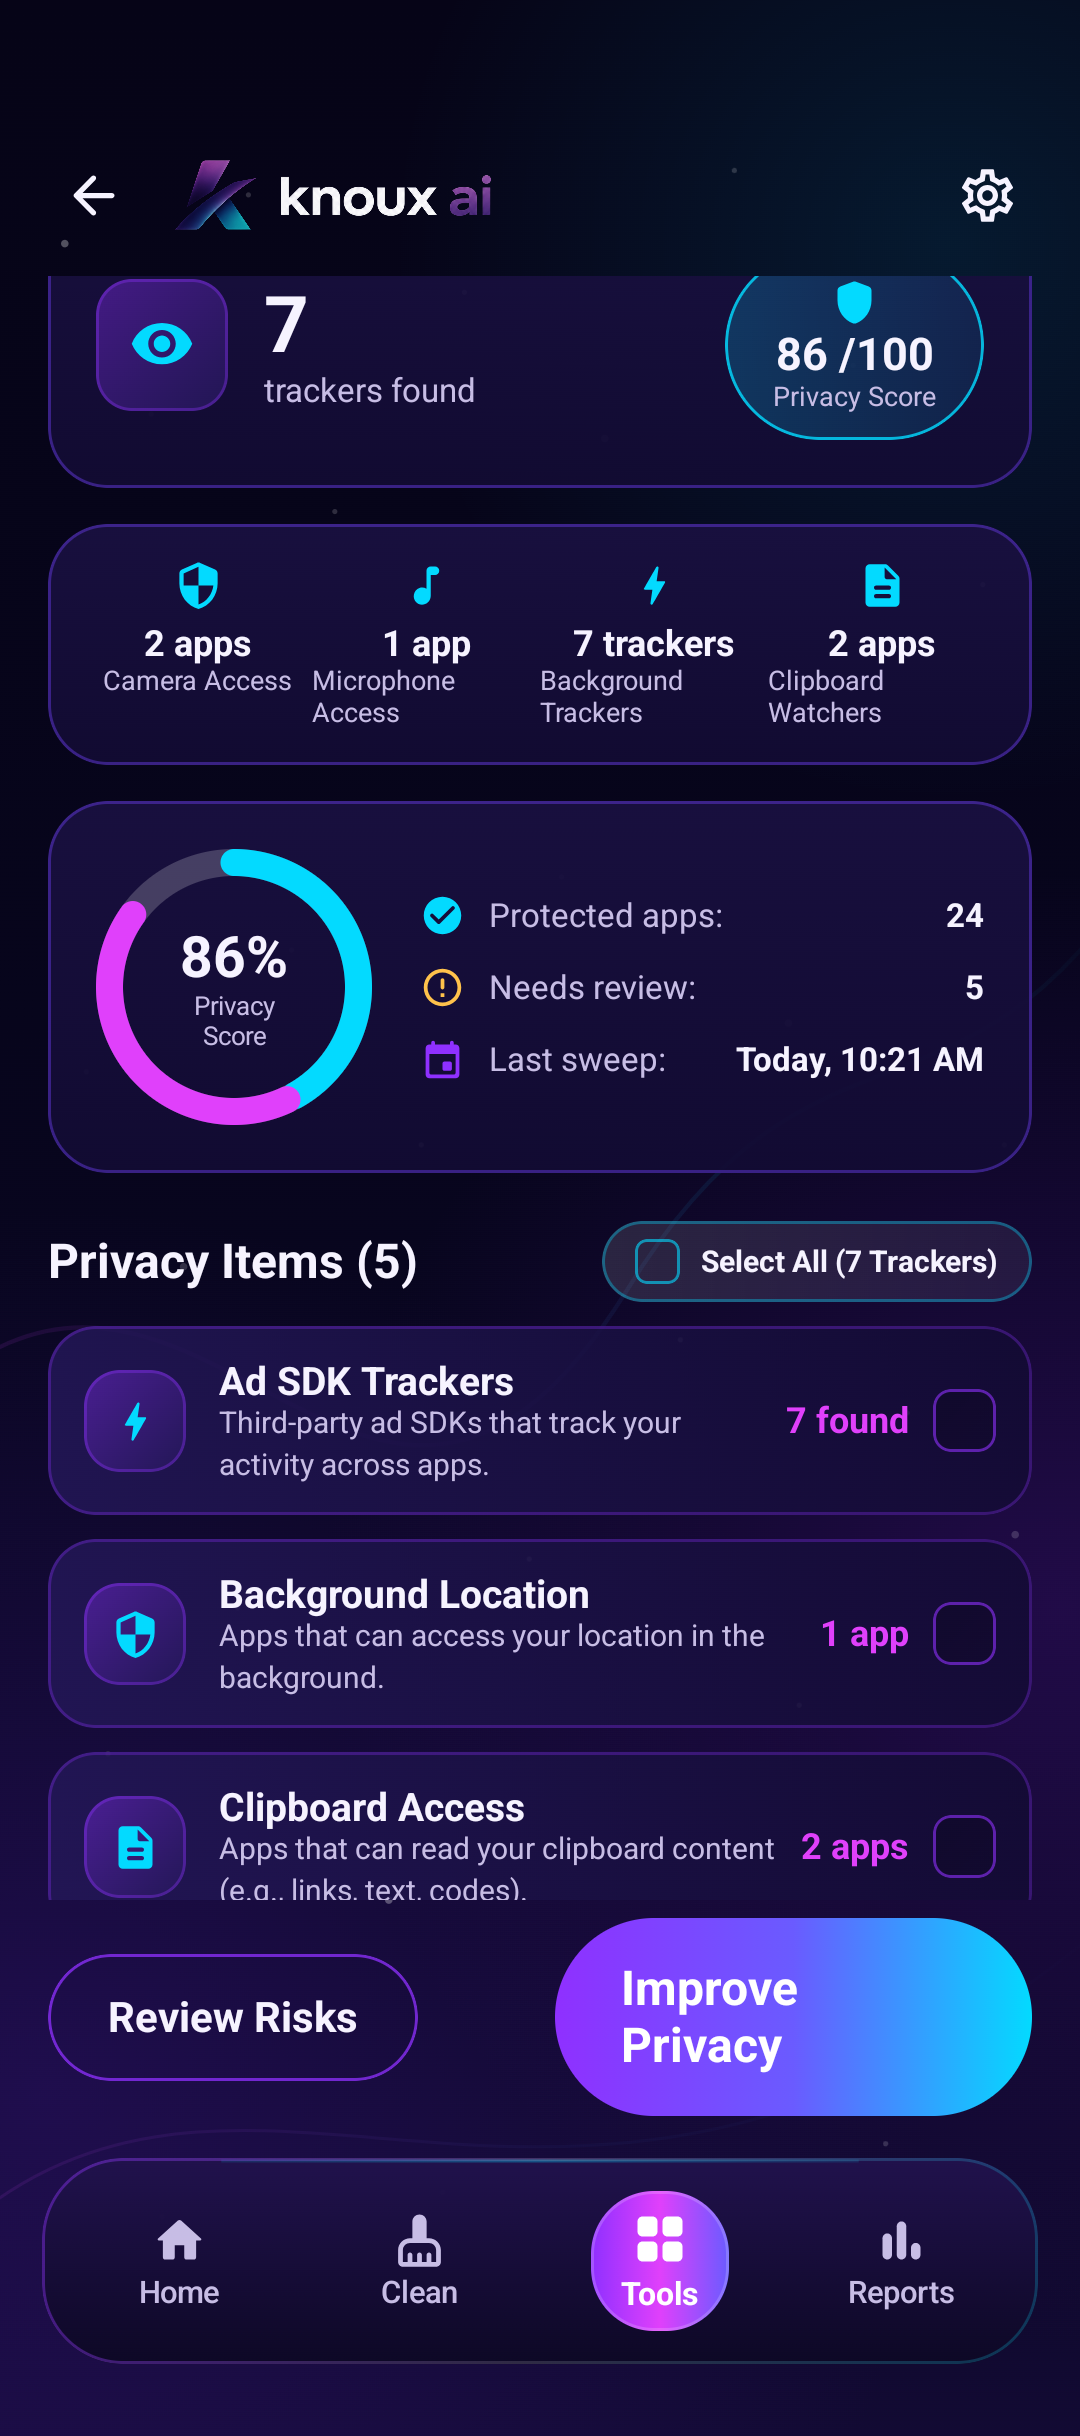 knoux ai
7
trackers found
86 /100
Privacy Score
2 apps
Camera Access
1 app
Microphone
Access
7 trackers
Background
Trackers
2 apps
Clipboard
Watchers
86%
Privacy
Score
Protected apps: 24
Needs review: 5
Last sweep: Today, 10:21 AM
Privacy Items (5)
Select All (7 Trackers)
Ad SDK Trackers
Third-party ad SDKs that track your
activity across apps.
7 found
Background Location
Apps that can access your location in the
background.
1 app
Clipboard Access
Apps that can read your clipboard content
(e.g., links, text, codes).
2 apps
Review Risks
Improve
Privacy
Home
Clean
Tools
Reports